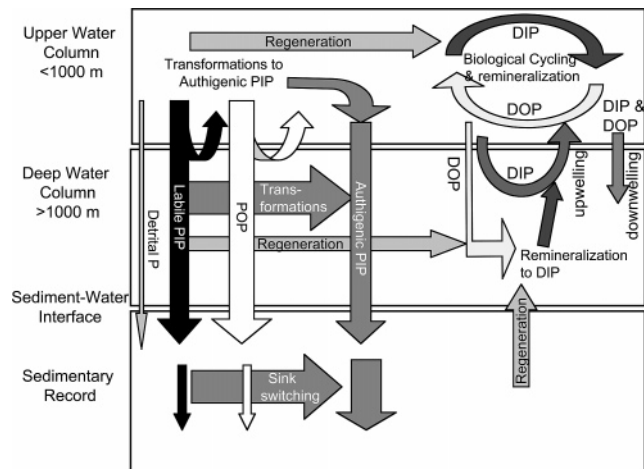 Upper Water
Column
<1000 m
Regeneration
Transformations to
Authigenic PIP
DIP
Biological Cycling
& remineralization
DOP
DIP &
DOP
Deep Water
Column
>1000 m
Detrital P
Labile PIP
POP
Trans-
formations
Regeneration
Authigenic PIP
DOP
DIP
upwelling
downwelling
Remineralization
to DIP
Sediment-Water
Interface
Regeneration
Sedimentary
Record
Sink
switching